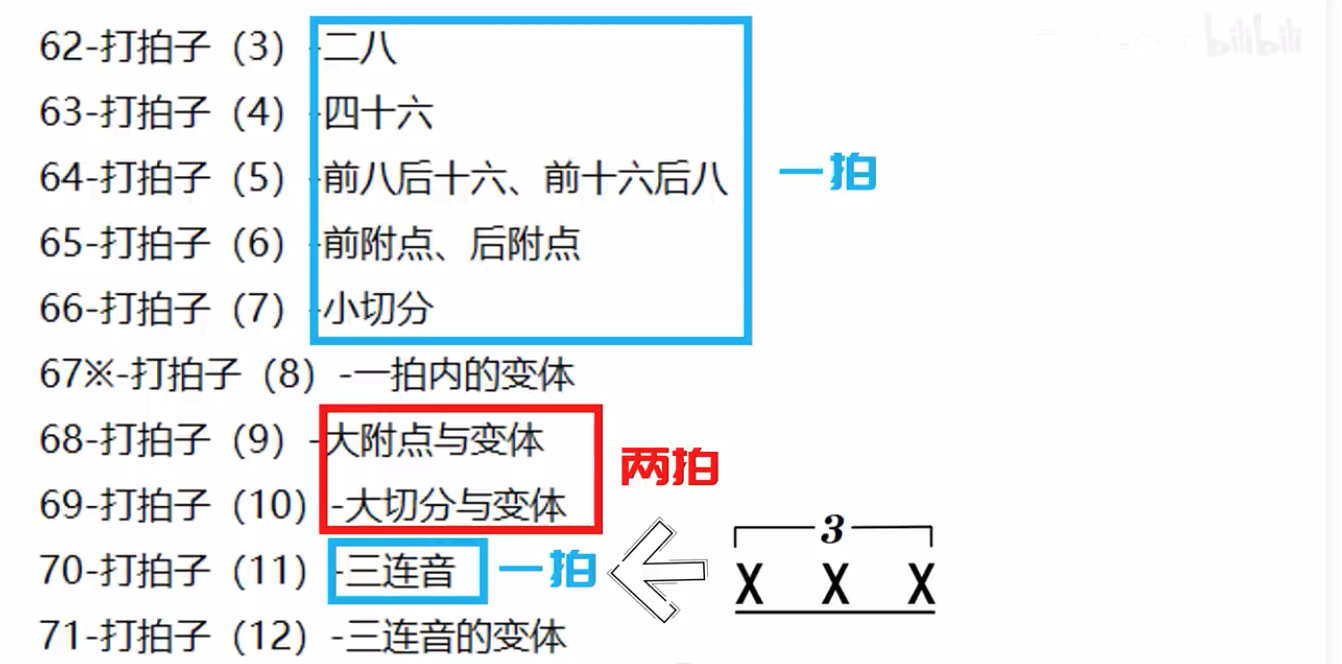 62-打拍子（3）-二八
63-打拍子（4）-四十六
64-打拍子（5）-前八后十六、前十六后八
一拍
65-打拍子（6）-前附点、后附点
66-打拍子（7）-小切分
67※-打拍子（8）-一拍内的变体
68-打拍子（9）-大附点与变体
两拍
69-打拍子（10）-大切分与变体
70-打拍子（11）-三连音
一拍
3
X X X
71-打拍子（12）-三连音的变体
bilibili